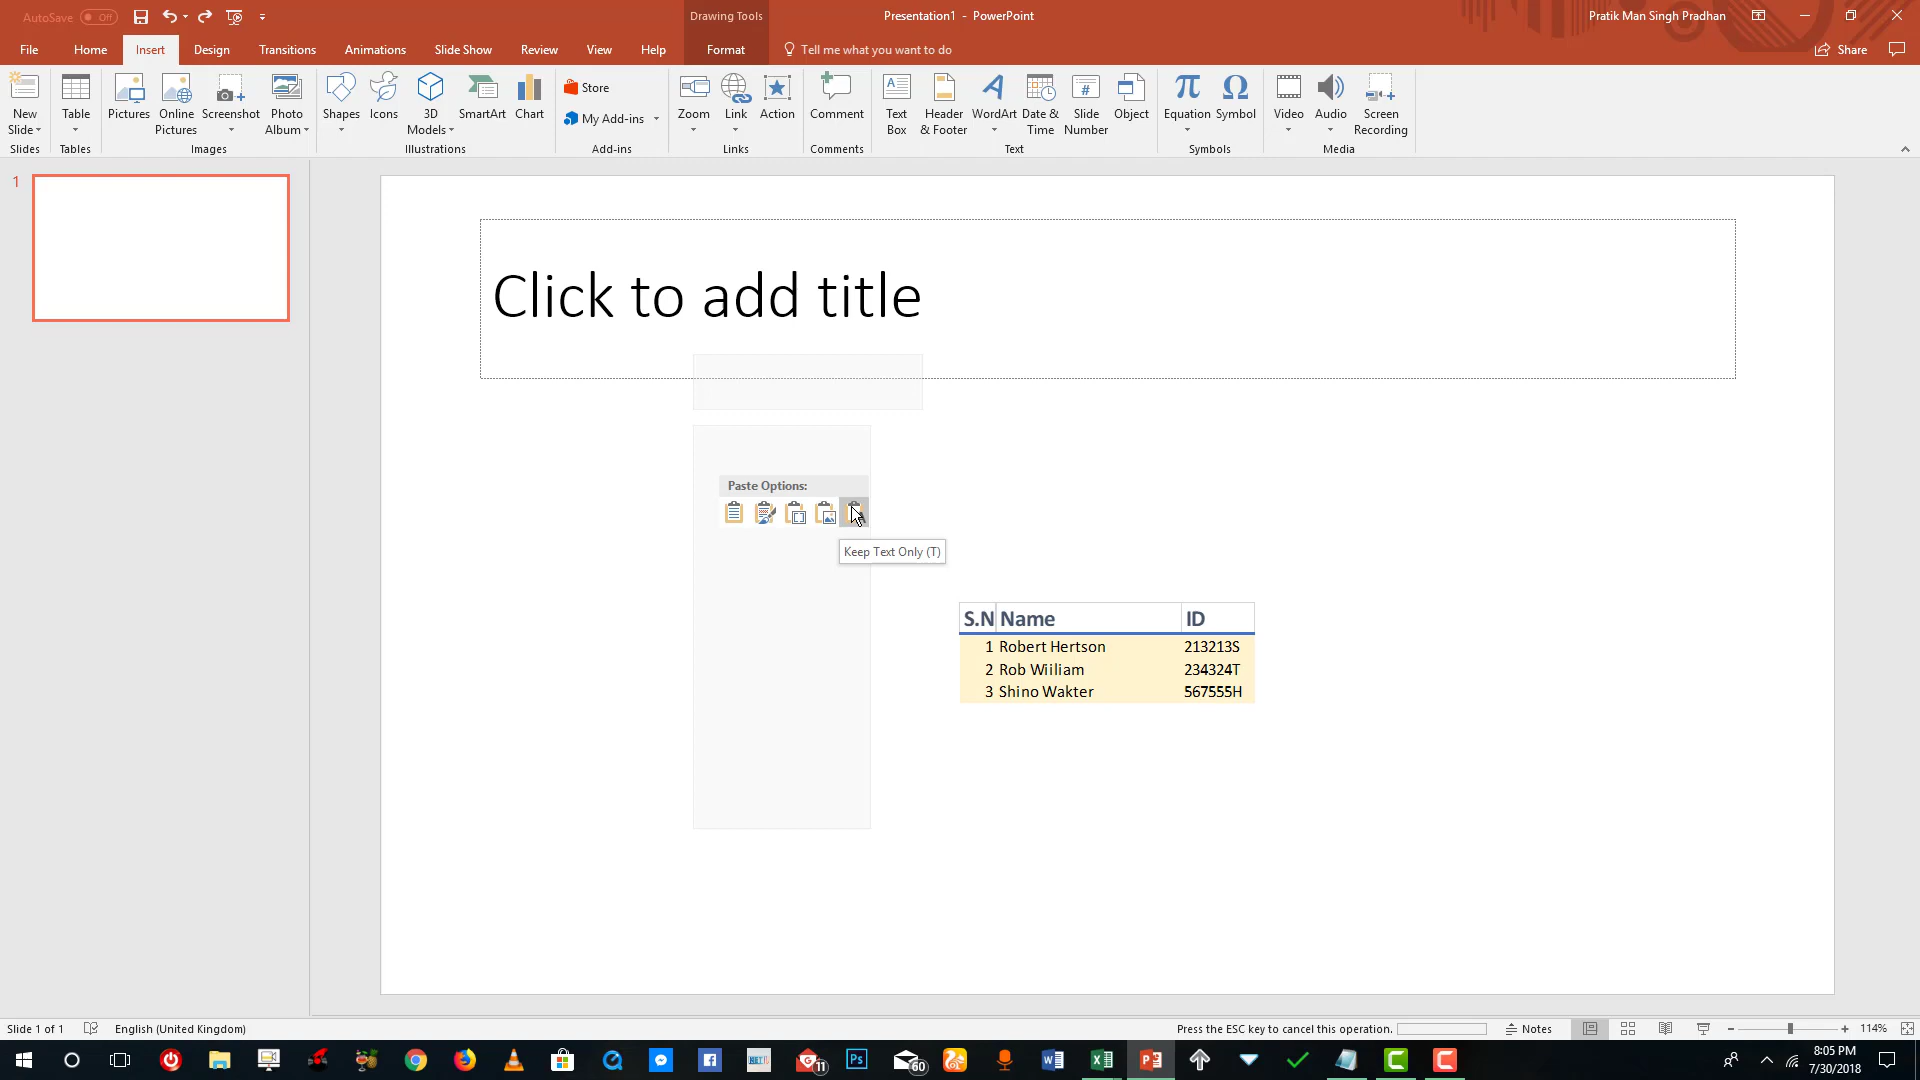 AutoSave Off
Drawing Tools
Presentation1 - PowerPoint
Pratik Man Singh Pradhan
File Home Insert Design Transitions Animations Slide Show Review View Help Format Tell me what you want to do Share
New Slide
Table
Pictures
Online Pictures
Screenshot
Photo Album
Shapes
Icons
3D Models
SmartArt
Chart
Store
My Add-ins
Zoom
Link
Action
Comment
Text Box
Header & Footer
WordArt
Date & Time
Slide Number
Object
Equation
Symbol
Video
Audio
Screen Recording
Slides Tables Images Illustrations Add-ins Links Comments Text Symbols Media
1
Click to add title
Paste Options:
Keep Text Only (T)
S.N Name ID
1 Robert Hertson 213213S
2 Rob Wiiliam 234324T
3 Shino Wakter 567555H
Slide 1 of 1 English (United Kingdom) Press the ESC key to cancel this operation. Notes 114%
11
Ps
60
8:05 PM
7/30/2018